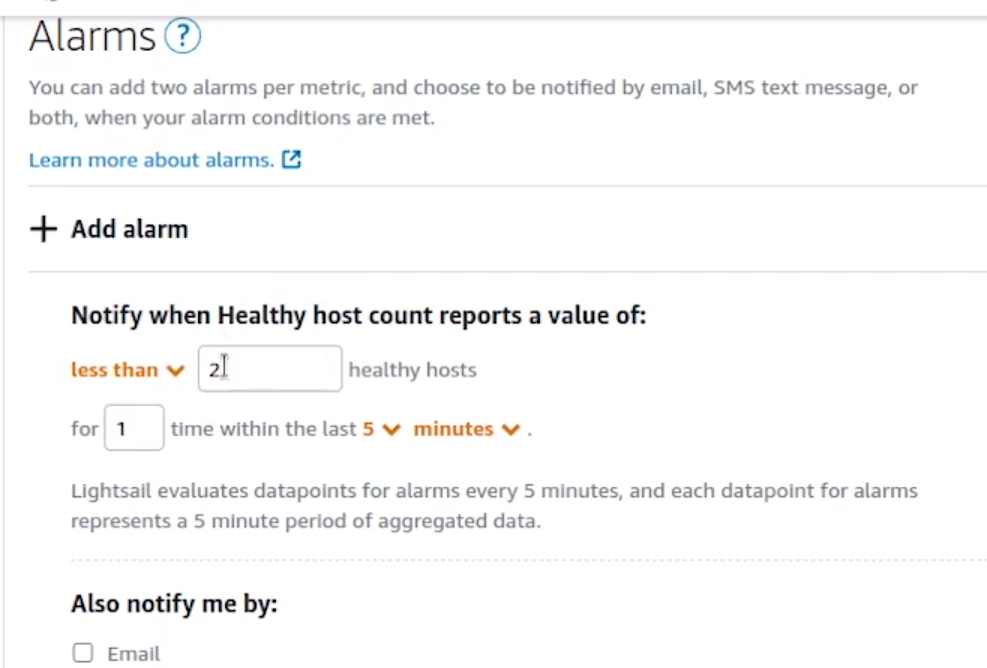 Alarms ?
You can add two alarms per metric, and choose to be notified by email, SMS text message, or
both, when your alarm conditions are met.
Learn more about alarms.
+ Add alarm
Notify when Healthy host count reports a value of:
less than 2 healthy hosts
for 1 time within the last 5 minutes .
Lightsail evaluates datapoints for alarms every 5 minutes, and each datapoint for alarms
represents a 5 minute period of aggregated data.
Also notify me by:
Email